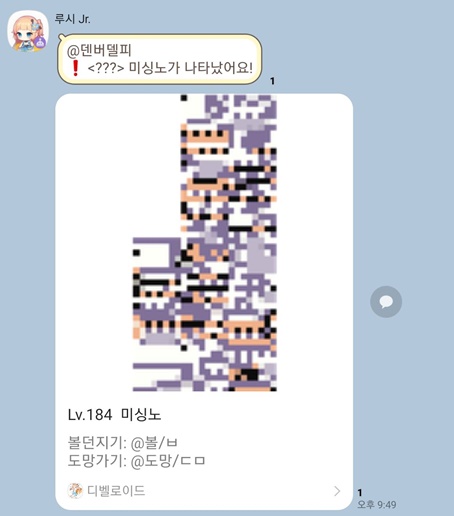 루시 Jr.
@덴버델피
❗ <???> 미싱노가 나타났어요!
1
Lv.184 미싱노
볼던지기: @볼/ㅂ
도망가기: @도망/ㄷㅁ
디벨로이드
1
오후 9:49